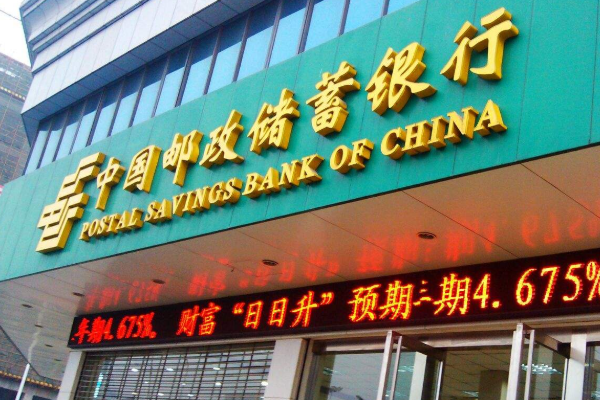 中国邮政储蓄银行
POSTAL SAVINGS BANK OF CHINA
年期4.675%。财富“日日升”预期二期4.675%